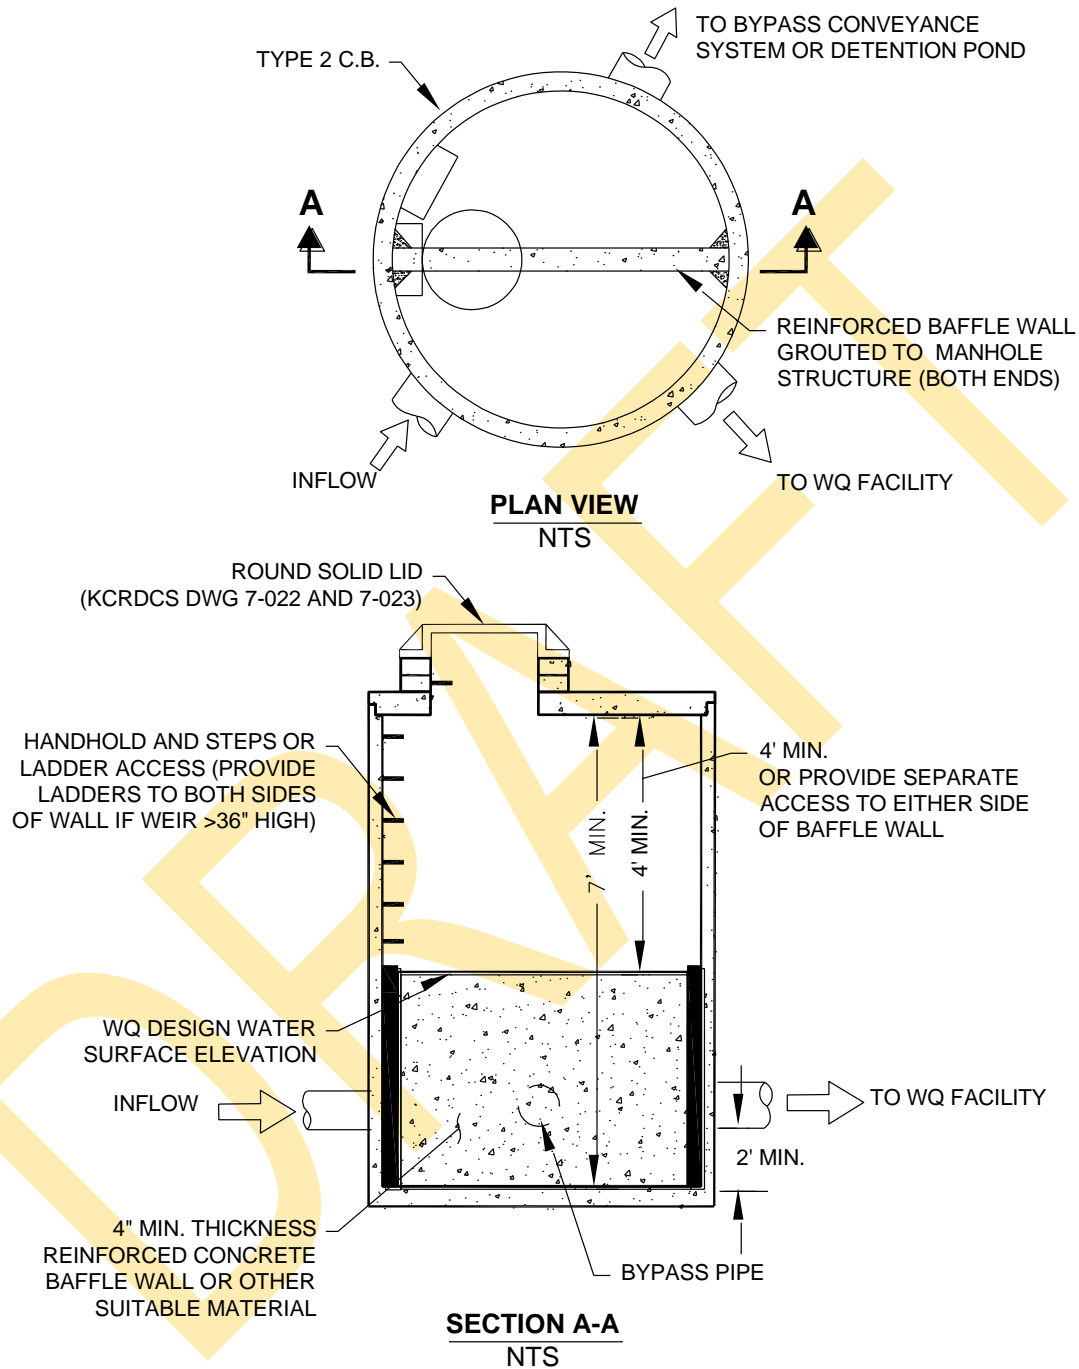 TO BYPASS CONVEYANCE
SYSTEM OR DETENTION POND
TYPE 2 C.B.
A
A
REINFORCED BAFFLE WALL
GROUTED TO MANHOLE
STRUCTURE (BOTH ENDS)
INFLOW
TO WQ FACILITY
PLAN VIEW
NTS
ROUND SOLID LID
(KCRDCS DWG 7-022 AND 7-023)
HANDHOLD AND STEPS OR
LADDER ACCESS (PROVIDE
LADDERS TO BOTH SIDES
OF WALL IF WEIR >36" HIGH)
7' MIN.
4' MIN.
4' MIN.
OR PROVIDE SEPARATE
ACCESS TO EITHER SIDE
OF BAFFLE WALL
WQ DESIGN WATER
SURFACE ELEVATION
INFLOW
TO WQ FACILITY
2' MIN.
4" MIN. THICKNESS
REINFORCED CONCRETE
BAFFLE WALL OR OTHER
SUITABLE MATERIAL
BYPASS PIPE
SECTION A-A
NTS
DRAFT